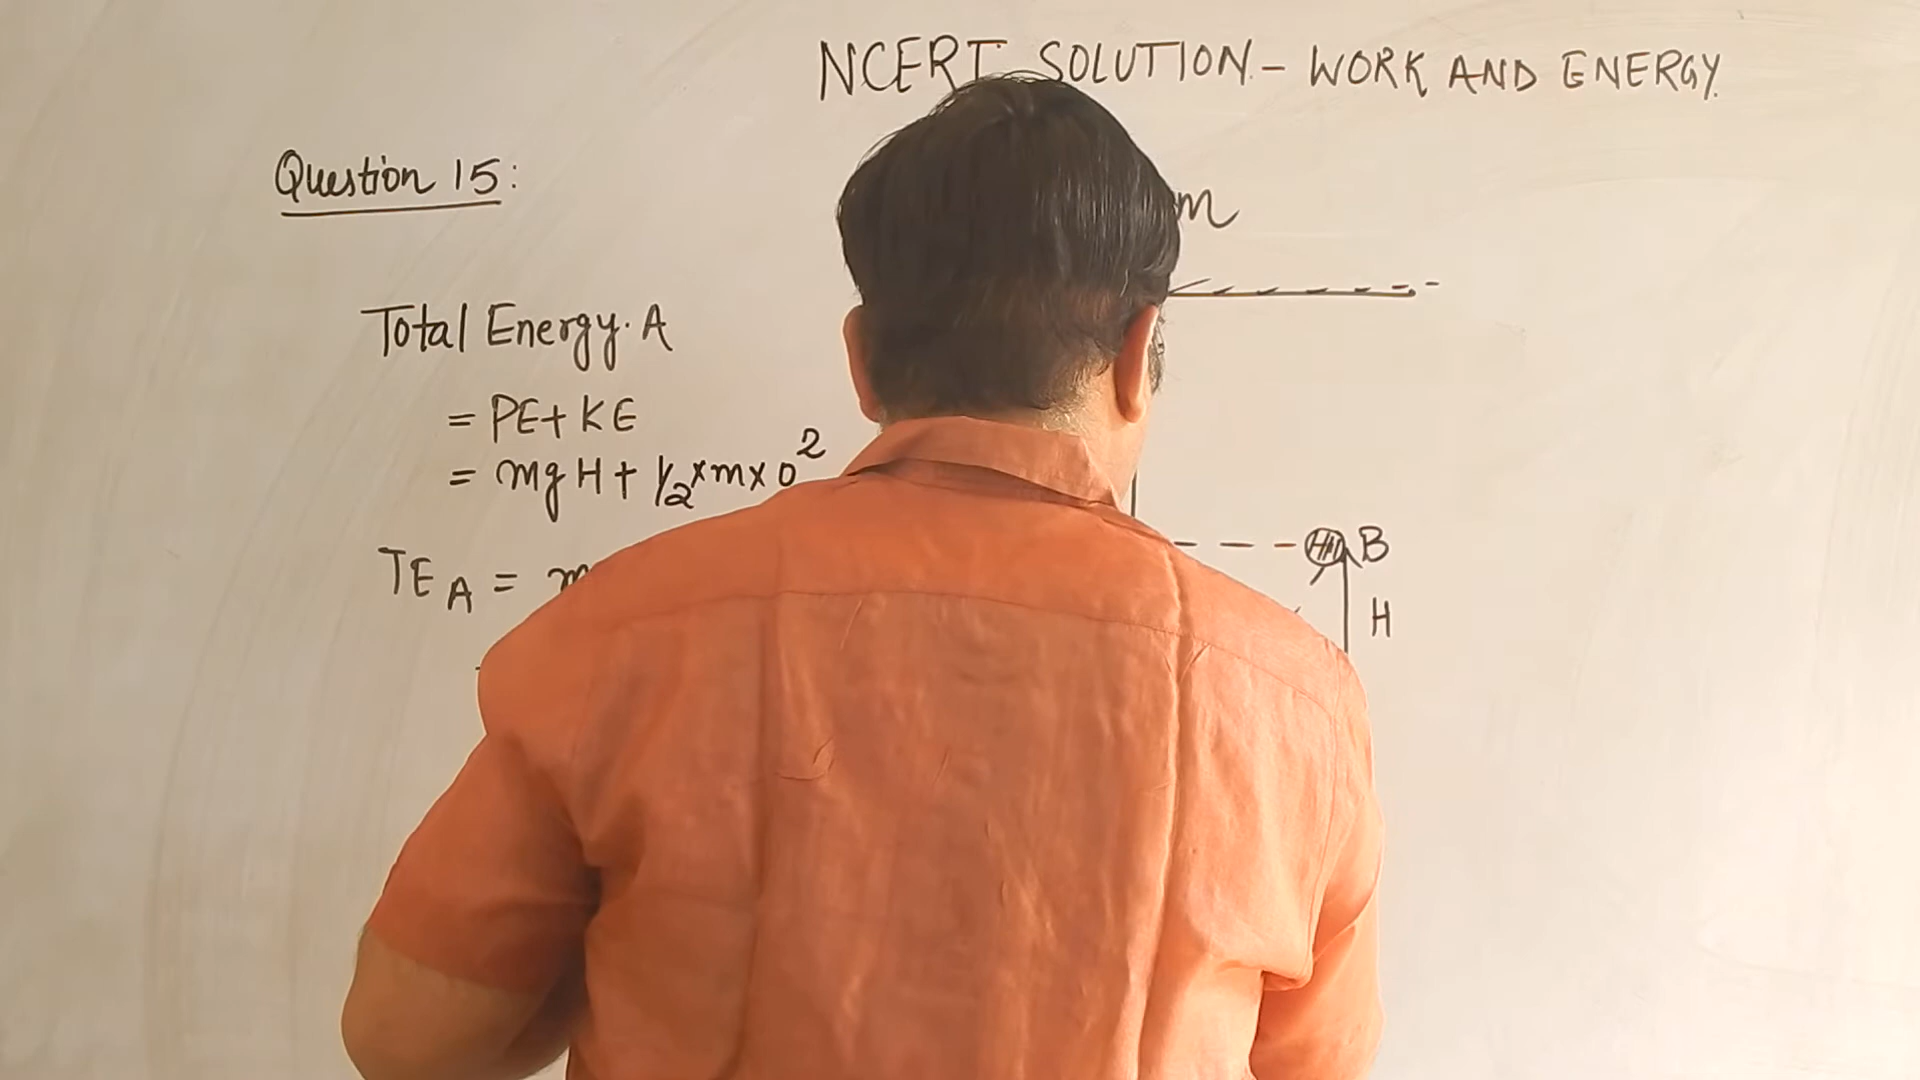 NCERT SOLUTION - WORK AND ENERGY.
Question 15:
m
Total Energy. A
= PE + KE
= mgH + 1/2 × m × 0²
B
TE A = m
H